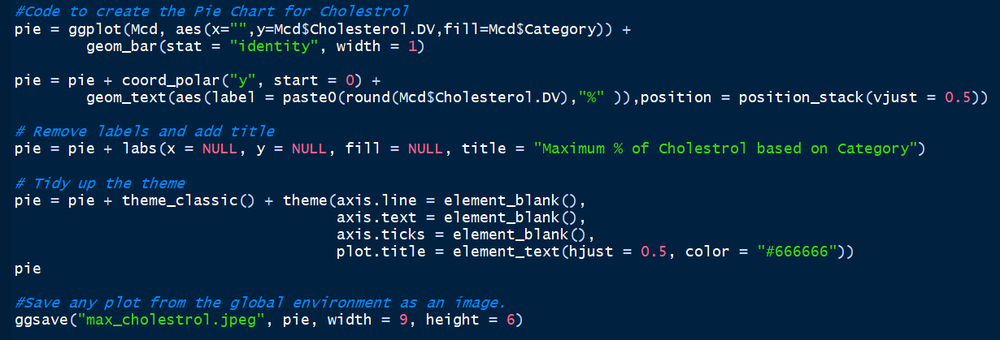 #Code to create the Pie Chart for Cholestrol
pie = ggplot(Mcd, aes(x="",y=Mcd$Cholesterol.DV,fill=Mcd$Category)) +
        geom_bar(stat = "identity", width = 1)

pie = pie + coord_polar("y", start = 0) +
        geom_text(aes(label = paste0(round(Mcd$Cholesterol.DV),"%" )),position = position_stack(vjust = 0.5))

# Remove labels and add title
pie = pie + labs(x = NULL, y = NULL, fill = NULL, title = "Maximum % of Cholestrol based on Category")

# Tidy up the theme
pie = pie + theme_classic() + theme(axis.line = element_blank(),
                                    axis.text = element_blank(),
                                    axis.ticks = element_blank(),
                                    plot.title = element_text(hjust = 0.5, color = "#666666"))
pie

#Save any plot from the global environment as an image.
ggsave("max_cholestrol.jpeg", pie, width = 9, height = 6)